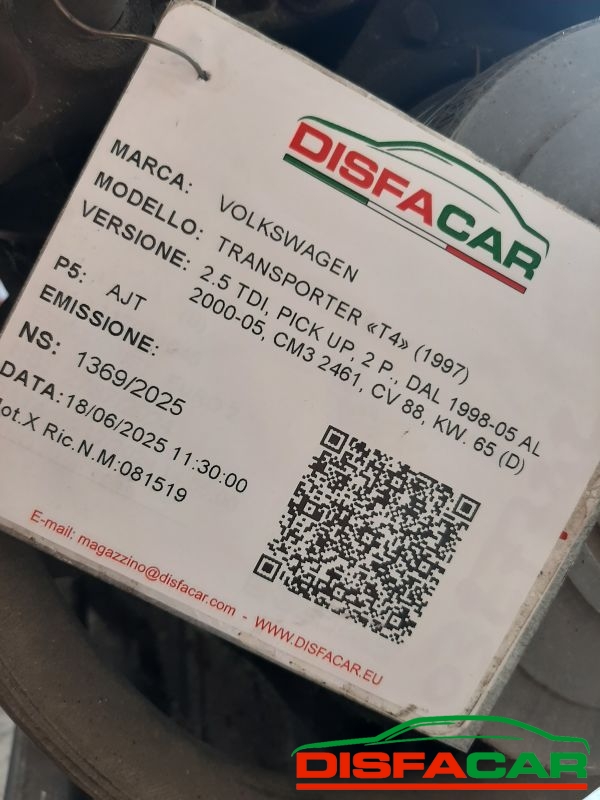 DISFACAR
MARCA: VOLKSWAGEN
MODELLO: TRANSPORTER «T4» (1997)
VERSIONE: 2.5 TDI, PICK UP, 2 P., DAL 1998-05 AL
2000-05, CM3 2461, CV 88, KW. 65 (D)
P5: AJT
EMISSIONE:
NS: 1369/2025
DATA: 18/06/2025 11:30:00
Mot.X Ric.N.M:081519
E-mail: magazzino@disfacar.com - WWW.DISFACAR.EU
DISFACAR